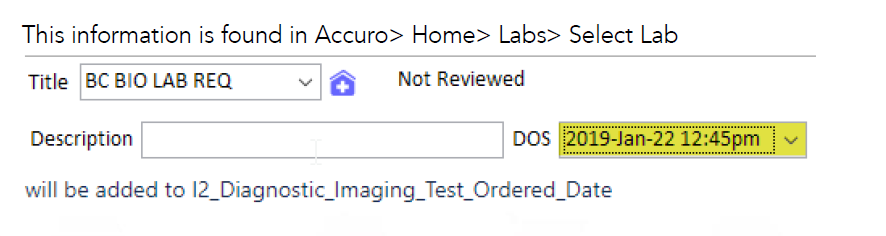 This information is found in Accuro> Home> Labs> Select Lab
Title BC BIO LAB REQ Not Reviewed
Description DOS 2019-Jan-22 12:45pm
will be added to I2_Diagnostic_Imaging_Test_Ordered_Date